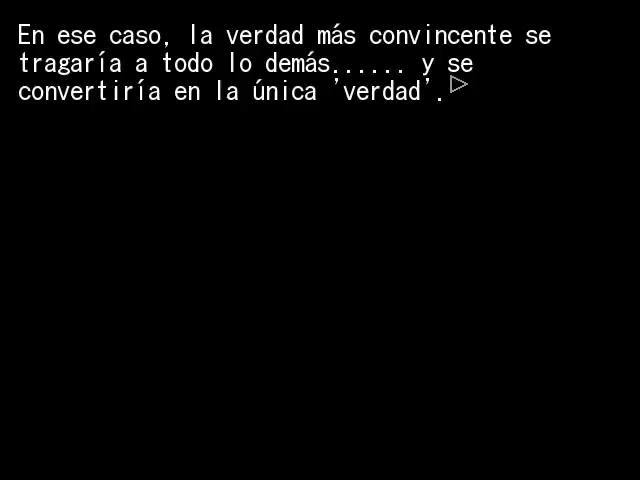 En ese caso, la verdad más convincente se
tragaría a todo lo demás...... y se
convertiría en la única 'verdad'.